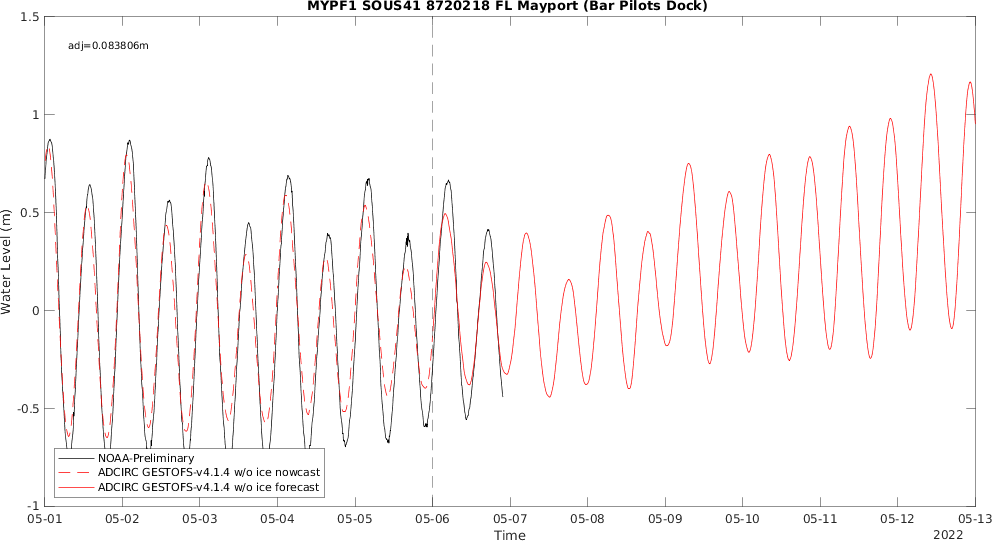 MYPF1 SOUS41 8720218 FL Mayport (Bar Pilots Dock)
1.5
adj=0.083806m
1
0.5
0
-0.5
-1
Water Level (m)
NOAA-Preliminary
ADCIRC GESTOFS-v4.1.4 w/o ice nowcast
ADCIRC GESTOFS-v4.1.4 w/o ice forecast
05-01 05-02 05-03 05-04 05-05 05-06 05-07 05-08 05-09 05-10 05-11 05-12 05-13
Time
2022